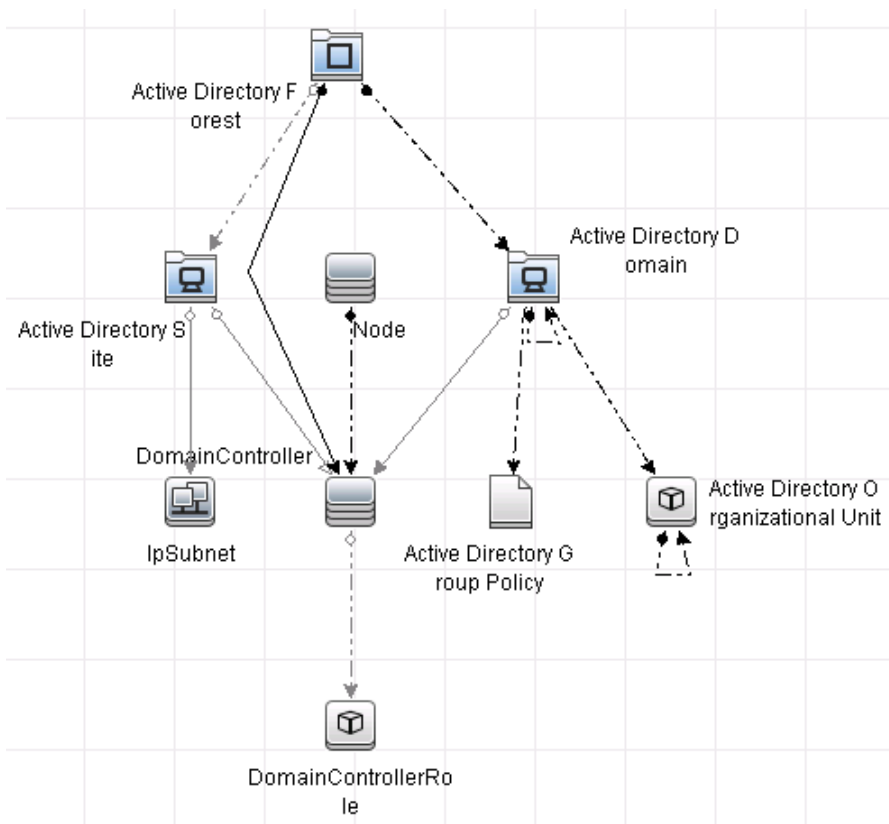 Active Directory F
orest
Active Directory D
omain
Active Directory S
ite
Node
DomainController
IpSubnet
Active Directory G
roup Policy
Active Directory O
rganizational Unit
DomainControllerRo
le